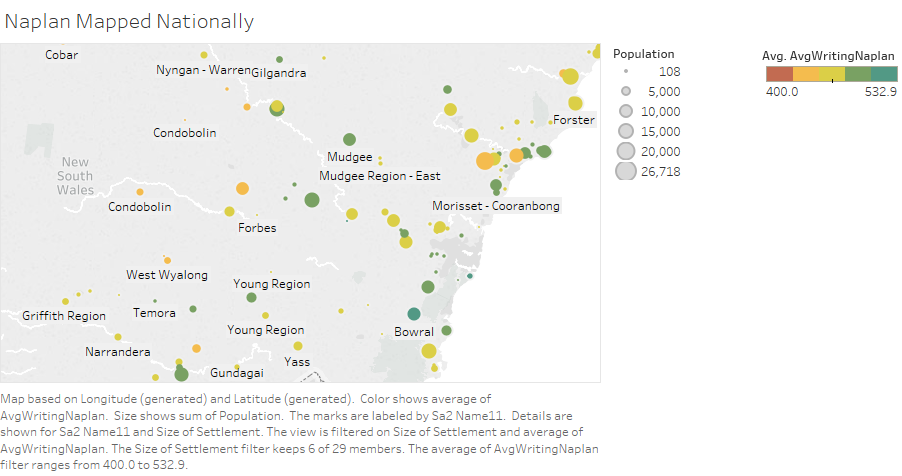 Naplan Mapped Nationally
Cobar
Nyngan - Warren
Gilgandra
Condobolin
Forster
Mudgee
New
South
Wales
Mudgee Region - East
Condobolin
Morisset - Cooranbong
Forbes
West Wyalong
Young Region
Griffith Region
Temora
Young Region
Bowral
Narrandera
Yass
Gundagai
Population
108
5,000
10,000
15,000
20,000
26,718
Avg. AvgWritingNaplan
400.0
532.9
Map based on Longitude (generated) and Latitude (generated). Color shows average of
AvgWritingNaplan. Size shows sum of Population. The marks are labeled by Sa2 Name11. Details are
shown for Sa2 Name11 and Size of Settlement. The view is filtered on Size of Settlement and average of
AvgWritingNaplan. The Size of Settlement filter keeps 6 of 29 members. The average of AvgWritingNaplan
filter ranges from 400.0 to 532.9.